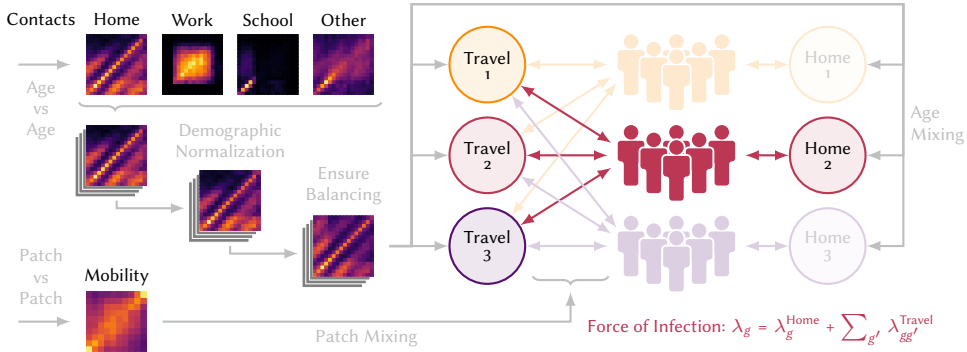 Contacts Home Work School Other
Age
vs
Age
Demographic
Normalization
Ensure
Balancing
Patch
vs
Patch
Mobility
Patch Mixing
Travel
1
Travel
2
Travel
3
Home
1
Home
2
Home
3
Age
Mixing
Force of Infection: λ_g = λ_g^Home + ∑_g′ λ_gg′^Travel